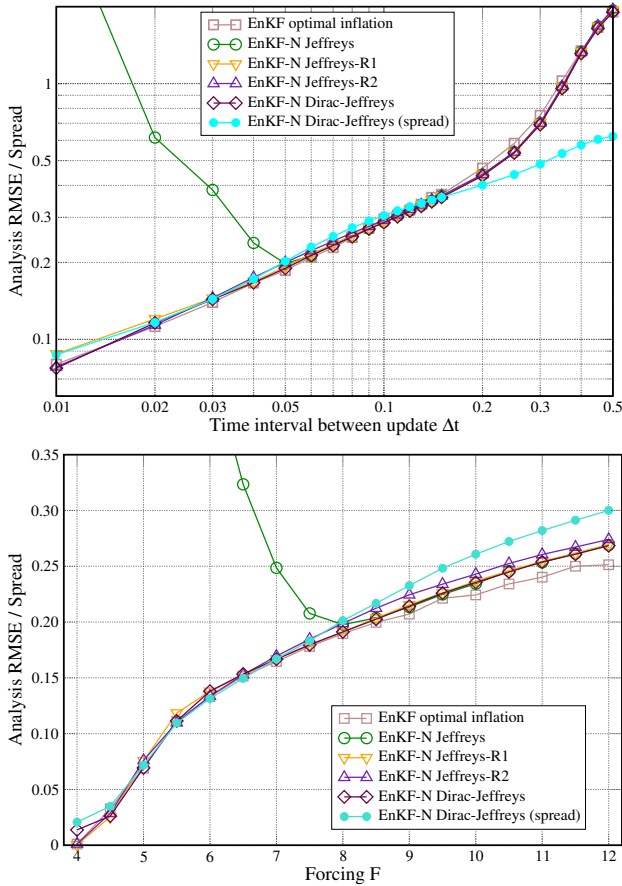 Analysis RMSE / Spread
1
0.5
0.3
0.2
0.1
EnKF optimal inflation
EnKF-N Jeffreys
EnKF-N Jeffreys-R1
EnKF-N Jeffreys-R2
EnKF-N Dirac-Jeffreys
EnKF-N Dirac-Jeffreys (spread)
0.01 0.02 0.03 0.05 0.1 0.2 0.3 0.5
Time interval between update Δt
Analysis RMSE / Spread
0.35
0.30
0.25
0.20
0.15
0.10
0.05
0
EnKF optimal inflation
EnKF-N Jeffreys
EnKF-N Jeffreys-R1
EnKF-N Jeffreys-R2
EnKF-N Dirac-Jeffreys
EnKF-N Dirac-Jeffreys (spread)
4 5 6 7 8 9 10 11 12
Forcing F